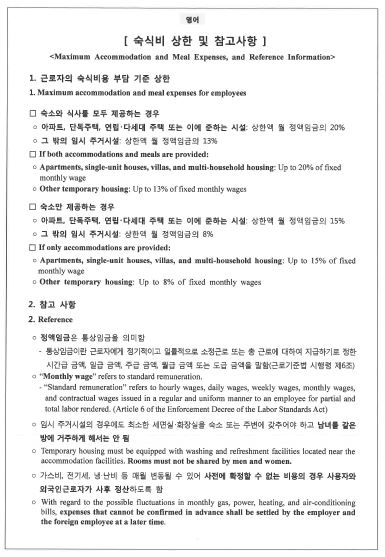 영어
[ 숙식비 상한 및 참고사항 ]
<Maximum Accommodation and Meal Expenses, and Reference Information>
1. 근로자의 숙식비용 부담 기준 상한
1. Maximum accommodation and meal expenses for employees
□ 숙소와 식사를 모두 제공하는 경우
○ 아파트, 단독주택, 연립·다세대 주택 또는 이에 준하는 시설: 상한액 월 정액임금의 20%
○ 그 밖의 임시 주거시설: 상한액 월 정액임금의 13%
□ If both accommodations and meals are provided:
○ Apartments, single-unit houses, villas, and multi-household housing: Up to 20% of fixed
monthly wage
○ Other temporary housing: Up to 13% of fixed monthly wages
□ 숙소만 제공하는 경우
○ 아파트, 단독주택, 연립·다세대 주택 또는 이에 준하는 시설: 상한액 월 정액임금의 15%
○ 그 밖의 임시 주거시설: 상한액 월 정액임금의 8%
□ If only accommodations are provided:
○ Apartments, single-unit houses, villas, and multi-household housing: Up to 15% of fixed
monthly wage
○ Other temporary housing: Up to 8% of fixed monthly wages
2. 참고 사항
2. Reference
○ 정액임금은 통상임금을 의미함
- 통상임금이란 근로자에게 정기적이고 일률적으로 소정근로 또는 총 근로에 대하여 지급하기로 정한
시간급 금액, 일급 금액, 주급 금액, 월급 금액 또는 도급 금액을 말함(근로기준법 시행령 제6조)
○ "Monthly wage" refers to standard remuneration.
- "Standard remuneration" refers to hourly wages, daily wages, weekly wages, monthly wages,
and contractual wages issued in a regular and uniform manner to an employee for partial and
total labor rendered. (Article 6 of the Enforcement Decree of the Labor Standards Act)
○ 임시 주거시설의 경우에도 최소한 세면실·화장실을 숙소 또는 주변에 갖추어야 하고 남녀를 같은
방에 거주하게 해서는 안 됨
○ Temporary housing must be equipped with washing and refreshment facilities located near the
accommodation facilities. Rooms must not be shared by men and women.
○ 가스비, 전기세, 냉·난비 등 매월 변동될 수 있어 사전에 확정할 수 없는 비용의 경우 사용자와
외국인근로자가 사후 정산하도록 함
○ With regard to the possible fluctuations in monthly gas, power, heating, and air-conditioning
bills, expenses that cannot be confirmed in advance shall be settled by the employer and
the foreign employee at a later time.